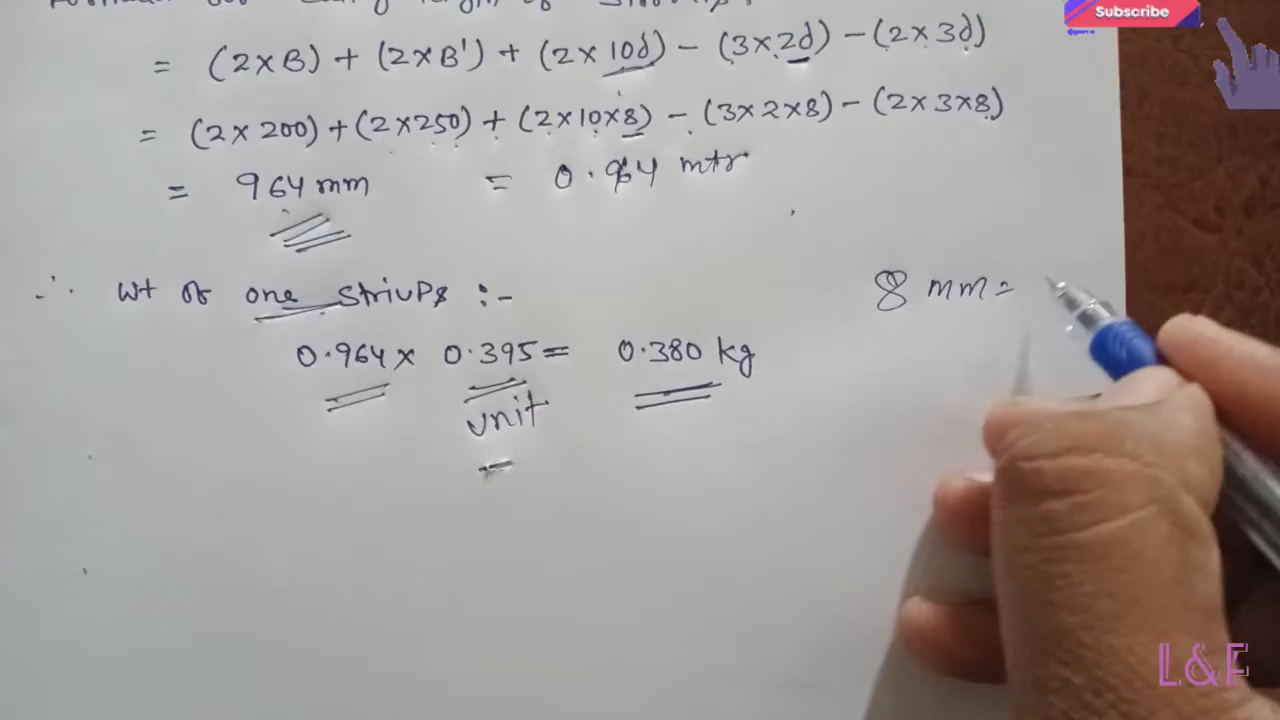 Subscribe
= (2×B) + (2×B') + (2×10d) - (3×2d) - (2×3d)
= (2×200) + (2×250) + (2×10×8) - (3×2×8) - (2×3×8)
= 964 mm = 0.964 mtr
∴ Wt of one StriuPs :-
0.964 × 0.395 = 0.380 kg
unit
8 mm =
L&F